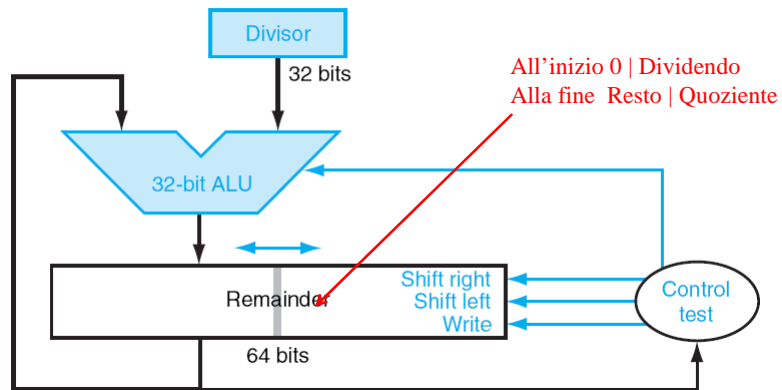 Divisor
32 bits
All'inizio 0 | Dividendo
Alla fine  Resto | Quoziente
32-bit ALU
Remainder
Shift right
Shift left
Write
Control
test
64 bits